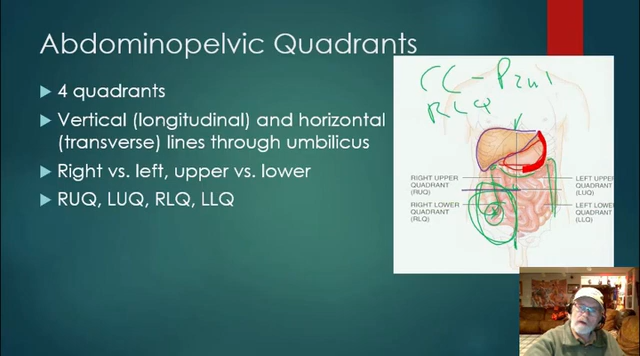 Abdominopelvic Quadrants
4 quadrants
Vertical (longitudinal) and horizontal
(transverse) lines through umbilicus
Right vs. left, upper vs. lower
RUQ, LUQ, RLQ, LLQ
CC - Pain
RLQ
RIGHT UPPER
QUADRANT
(RUQ)
RIGHT LOWER
QUADRANT
(RLQ)
LEFT UPPER
QUADRANT
(LUQ)
LEFT LOWER
QUADRANT
(LLQ)